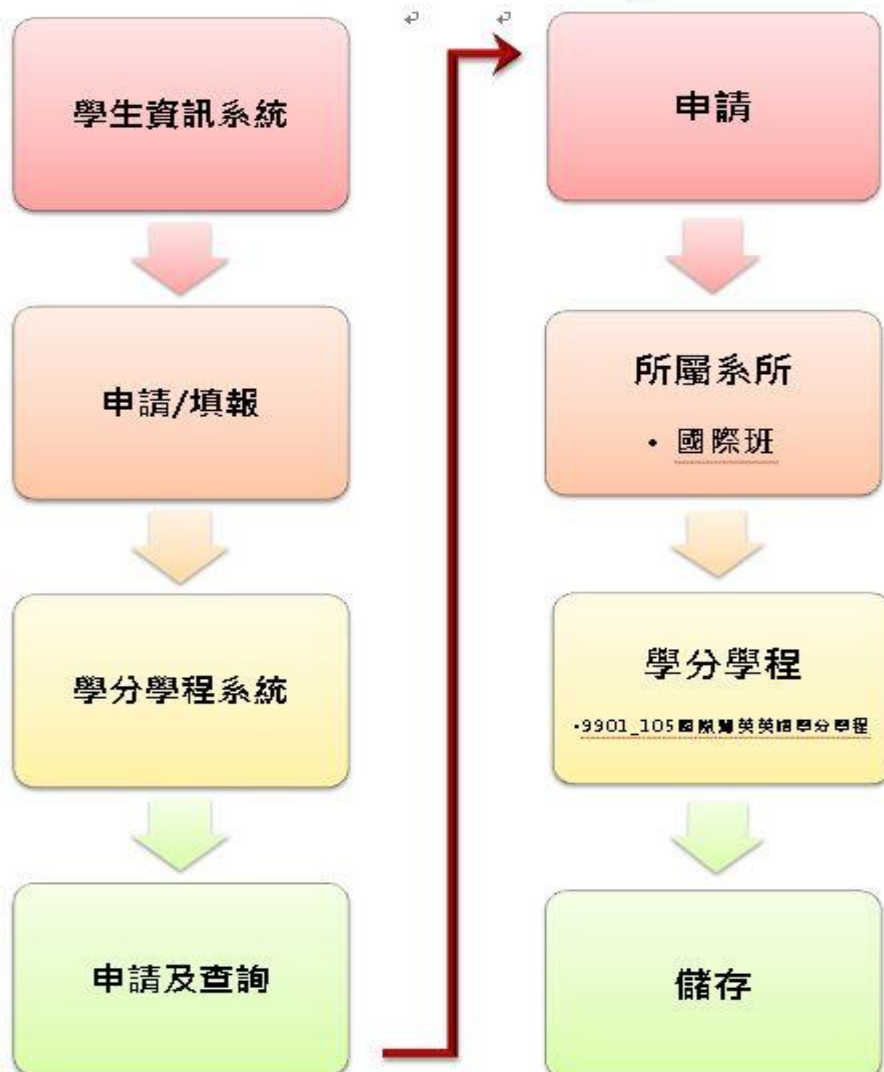 學生資訊系統
申請/填報
學分學程系統
申請及查詢
申請
所屬系所
• 國際班
學分學程
•9901_105國際菁英英語學分學程
儲存